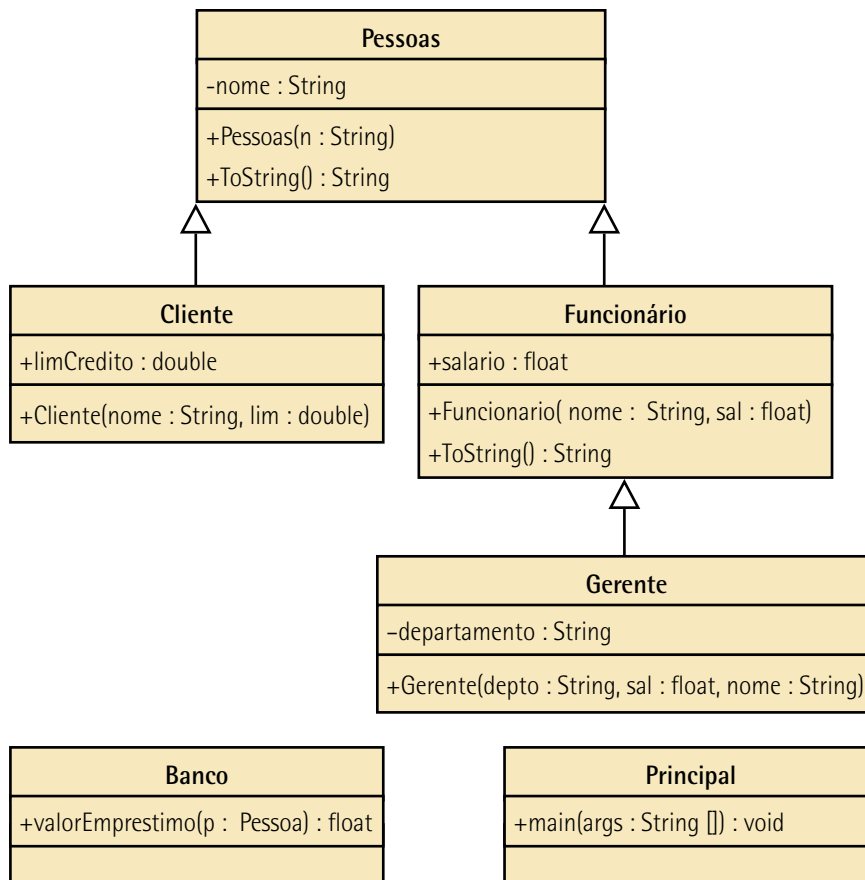 Pessoas
-nome : String
+Pessoas(n : String)
+ToString() : String
Cliente
+limCredito : double
+Cliente(nome : String, lim : double)
Funcionário
+salario : float
+Funcionario( nome : String, sal : float)
+ToString() : String
Gerente
-departamento : String
+Gerente(depto : String, sal : float, nome : String)
Banco
+valorEmprestimo(p : Pessoa) : float
Principal
+main(args : String []) : void